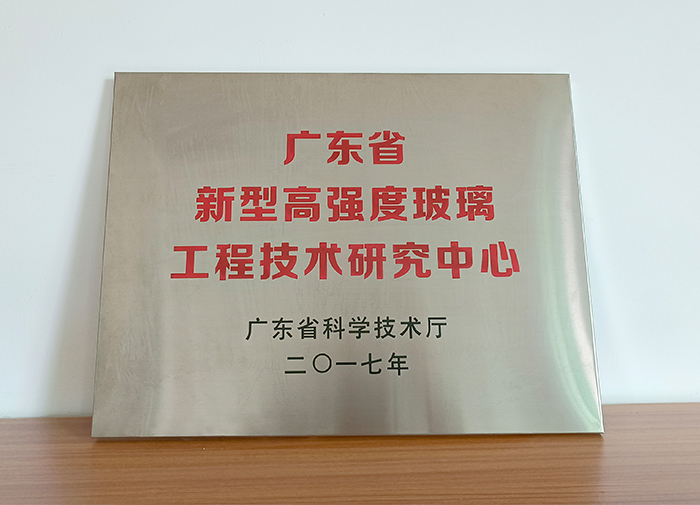 广东省
新型高强度玻璃
工程技术研究中心
广东省科学技术厅
二〇一七年